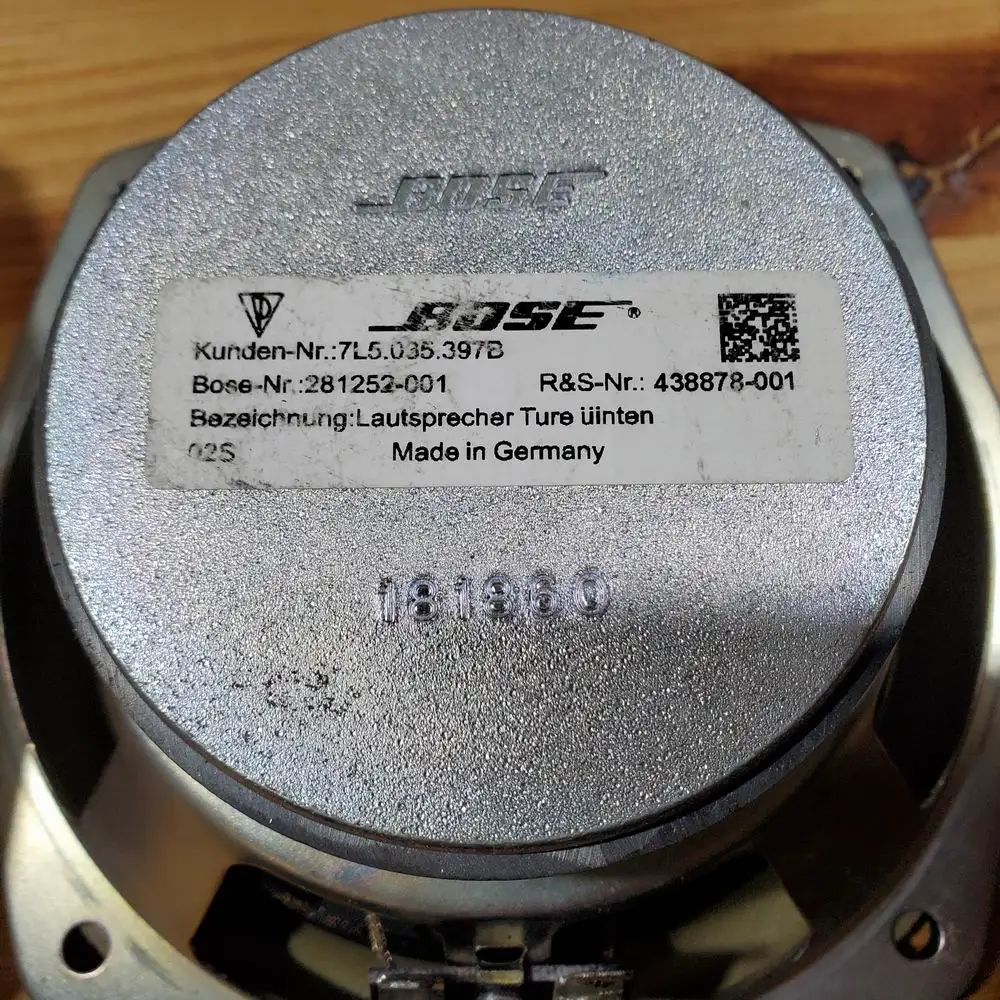 BOSE
BOSE®
Kunden-Nr.:7L5.035.397B
Bose-Nr.:281252-001 R&S-Nr.: 438878-001
Bezeichnung:Lautsprecher Ture üinten
02S Made in Germany
181860